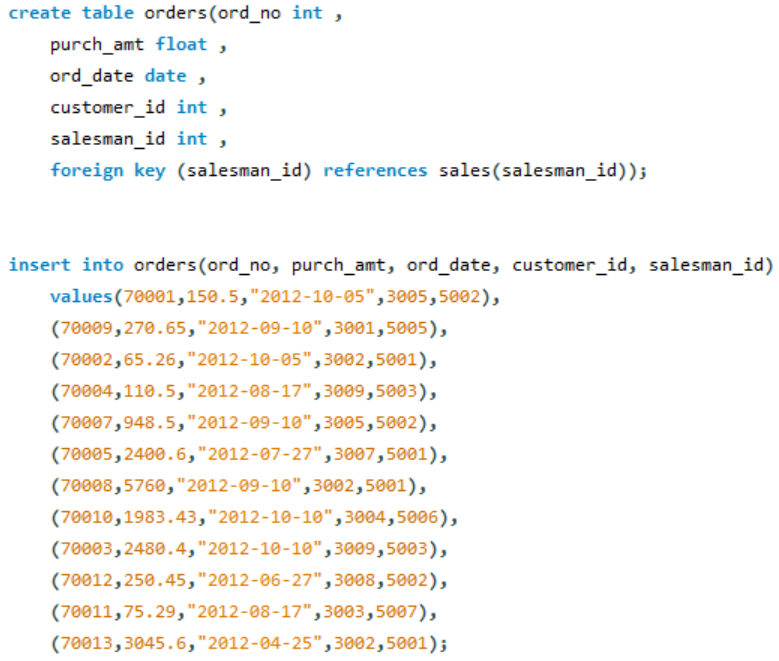 create table orders(ord_no int ,
purch_amt float ,
ord_date date ,
customer_id int ,
salesman_id int ,
foreign key (salesman_id) references sales(salesman_id));
insert into orders(ord_no, purch_amt, ord_date, customer_id, salesman_id)
values(70001,150.5,"2012-10-05",3005,5002),
(70009,270.65,"2012-09-10",3001,5005),
(70002,65.26,"2012-10-05",3002,5001),
(70004,110.5,"2012-08-17",3009,5003),
(70007,948.5,"2012-09-10",3005,5002),
(70005,2400.6,"2012-07-27",3007,5001),
(70008,5760,"2012-09-10",3002,5001),
(70010,1983.43,"2012-10-10",3004,5006),
(70003,2480.4,"2012-10-10",3009,5003),
(70012,250.45,"2012-06-27",3008,5002),
(70011,75.29,"2012-08-17",3003,5007),
(70013,3045.6,"2012-04-25",3002,5001);